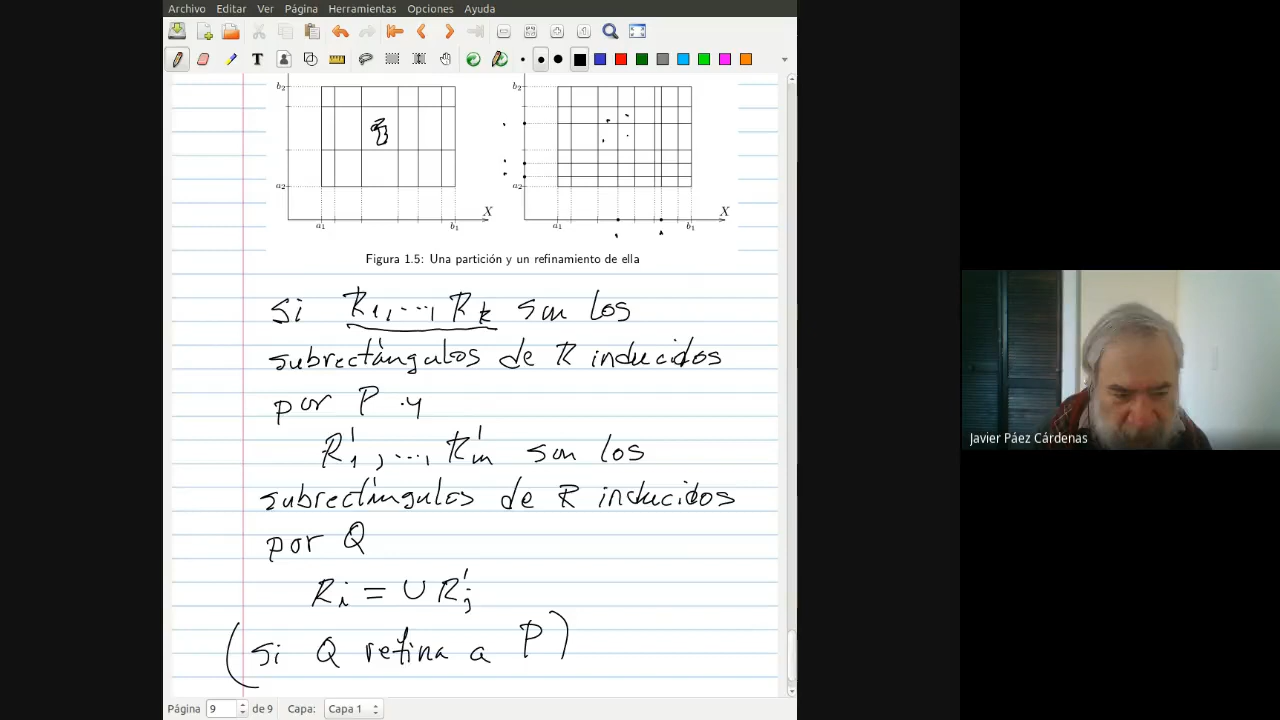 Archivo Editar Ver Página Herramientas Opciones Ayuda
b2 b2
a2 a2
X X
a1 b1 a1 b1
Figura 1.5: Una partición y un refinamiento de ella
si R1, ..., Rk son los
subrectángulos de R inducidos
por P y
R'1, ..., R'm son los
subrectángulos de R inducidos
por Q
Ri = ∪ R'j
(si Q refina a P)
Javier Páez Cárdenas
Página 9 de 9 Capa: Capa 1